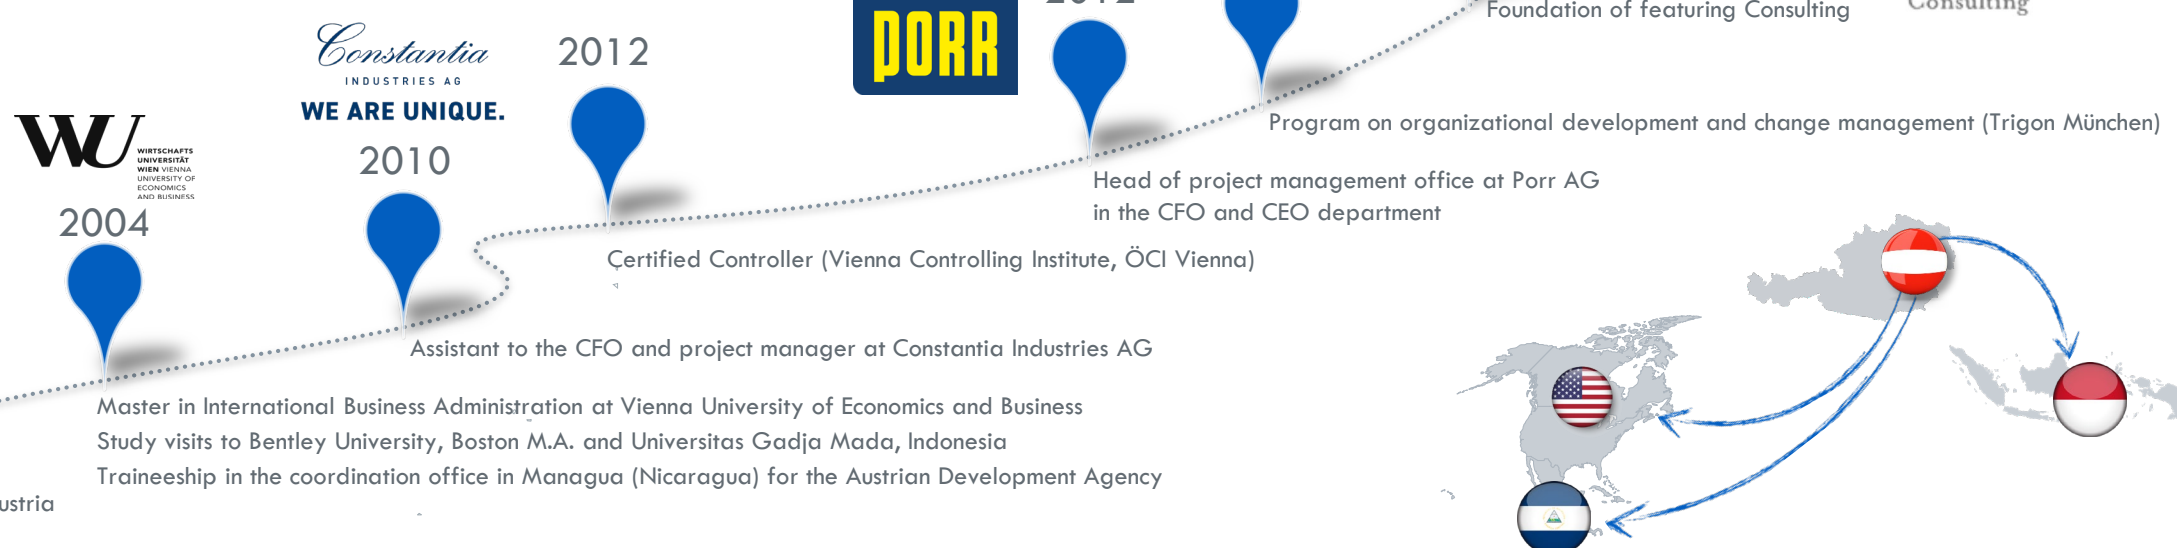 Foundation of featuring Consulting
Consulting
PORR
2012
Constantia
INDUSTRIES AG
WE ARE UNIQUE.
Program on organizational development and change management (Trigon München)
WU
WIRTSCHAFTS
UNIVERSITÄT
WIEN VIENNA
UNIVERSITY OF
ECONOMICS
AND BUSINESS
2010
Head of project management office at Porr AG
in the CFO and CEO department
2004
Certified Controller (Vienna Controlling Institute, ÖCI Vienna)
Assistant to the CFO and project manager at Constantia Industries AG
Master in International Business Administration at Vienna University of Economics and Business
Study visits to Bentley University, Boston M.A. and Universitas Gadja Mada, Indonesia
Traineeship in the coordination office in Managua (Nicaragua) for the Austrian Development Agency
ustria